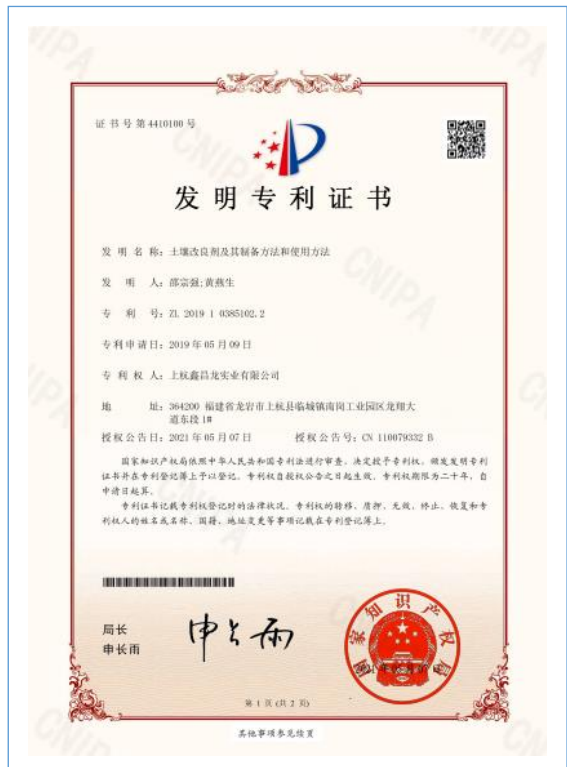 证书号第4410100号
发明专利证书
发明名称：土壤改良剂及其制备方法和使用方法
发明人：邵宗强;黄燕生
专利号：ZL 2019 1 0385102.2
专利申请日：2019年05月09日
专利权人：上杭鑫昌龙实业有限公司
地址：364200 福建省龙岩市上杭县临城镇南岗工业园区龙翔大
道东段1#
授权公告日：2021年05月07日 授权公告号：CN 110079332 B
国家知识产权局依照中华人民共和国专利法进行审查，决定授予专利权，颁发发明专利
证书并在专利登记簿上予以登记。专利权自授权公告之日起生效。专利权期限为二十年，自
申请日起算。
专利证书记载专利权登记时的法律状况。专利权的转移、质押、无效、终止、恢复和专
利权人的姓名或名称、国籍、地址变更等事项记载在专利登记簿上。
局长
申长雨
申长雨
国家知识产权局
第 1 页 (共 2 页)
其他事项参见续页
CNIPA